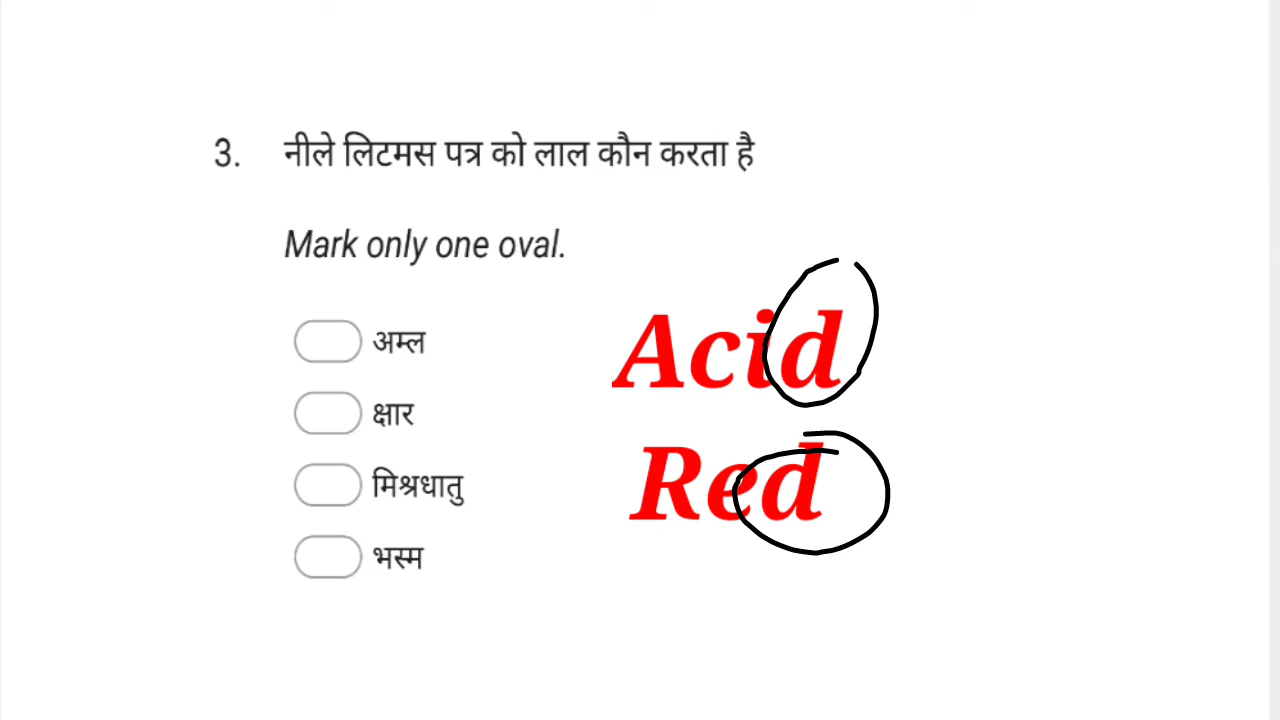 3. नीले लिटमस पत्र को लाल कौन करता है
Mark only one oval.
अम्ल
क्षार
मिश्रधातु
भस्म
Acid
Red